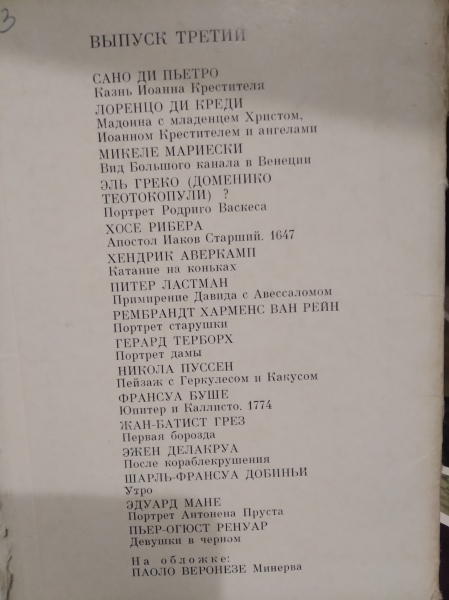 3
ВЫПУСК ТРЕТИЙ
САНО ДИ ПЬЕТРО
Казнь Иоанна Крестителя
ЛОРЕНЦО ДИ КРЕДИ
Мадонна с младенцем Христом,
Иоанном Крестителем и ангелами
МИКЕЛЕ МАРИЕСКИ
Вид Большого канала в Венеции
ЭЛЬ ГРЕКО (ДОМЕНИКО
ТЕОТОКОПУЛИ) ?
Портрет Родриго Васкеса
ХОСЕ РИБЕРА
Апостол Иаков Старший. 1647
ХЕНДРИК АВЕРКАМП
Катание на коньках
ПИТЕР ЛАСТМАН
Примирение Давида с Авессаломом
РЕМБРАНДТ ХАРМЕНС ВАН РЕЙН
Портрет старушки
ГЕРАРД ТЕРБОРХ
Портрет дамы
НИКОЛА ПУССЕН
Пейзаж с Геркулесом и Какусом
ФРАНСУА БУШЕ
Юпитер и Каллисто. 1774
ЖАН-БАТИСТ ГРЕЗ
Первая борозда
ЭЖЕН ДЕЛАКРУА
После кораблекрушения
ШАРЛЬ-ФРАНСУА ДОБИНЬИ
Утро
ЭДУАРД МАНЕ
Портрет Антонена Пруста
ПЬЕР-ОГЮСТ РЕНУАР
Девушки в черном
На обложке:
ПАОЛО ВЕРОНЕЗЕ Минерва